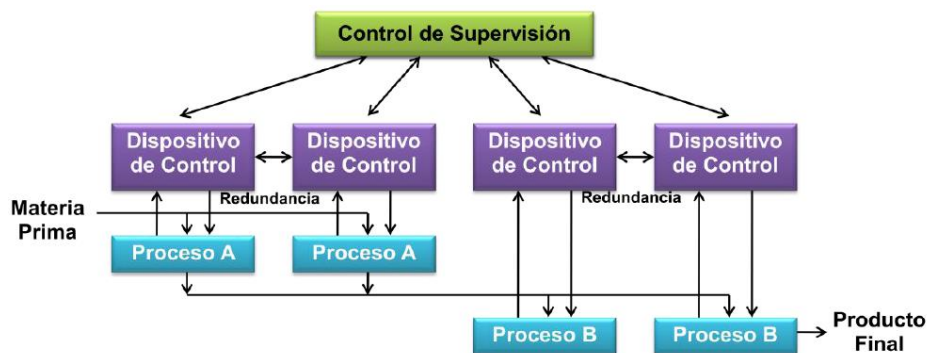 Control de Supervisión
Dispositivo
de Control
Dispositivo
de Control
Dispositivo
de Control
Dispositivo
de Control
Redundancia
Redundancia
Materia
Prima
Proceso A
Proceso A
Proceso B
Proceso B
Producto
Final